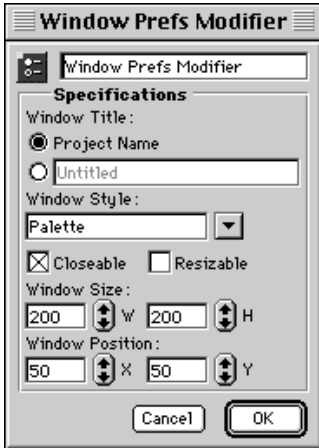 Window Prefs Modifier
Window Prefs Modifier
Specifications
Window Title:
Project Name
Untitled
Window Style:
Palette
Closeable Resizable
Window Size:
200 W 200 H
Window Position:
50 X 50 Y
Cancel OK